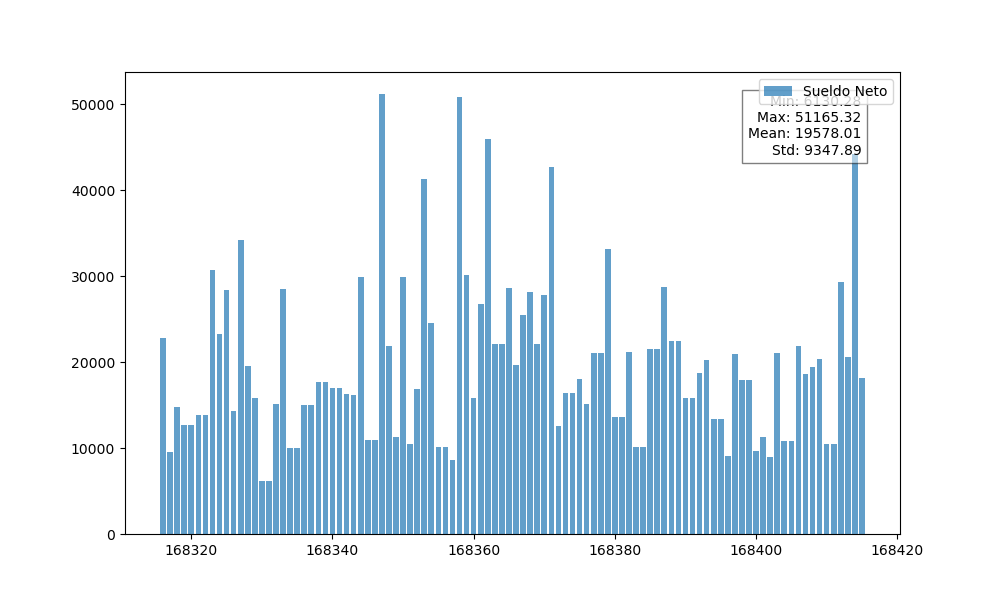 50000
40000
30000
20000
10000
0
168320 168340 168360 168380 168400 168420
Sueldo Neto
Min: 6130.28
Max: 51165.32
Mean: 19578.01
Std: 9347.89